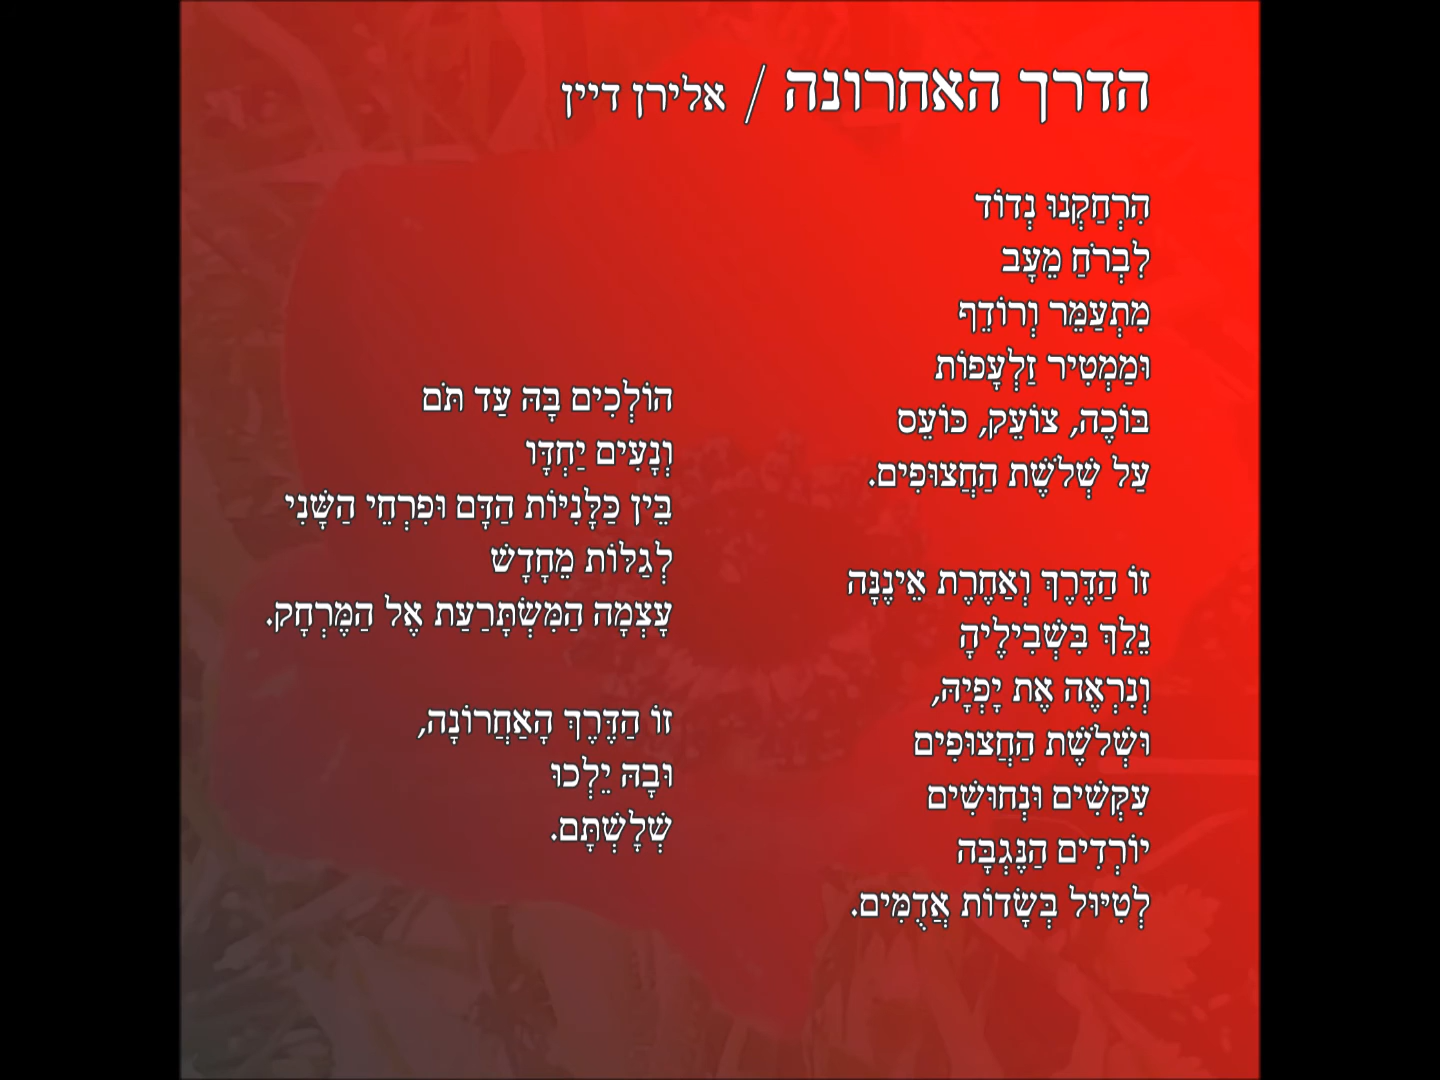 הדרך האחרונה / אלירן דיין
הִרְחַקְנוּ נְדוֹד
לִבְרֹחַ מֵעָב
מִתְעַמֵּר וְרוֹדֵף
וּמַמְטִיר זַלְעָפוֹת
בּוֹכֶה, צוֹעֵק, כּוֹעֵס
עַל שְׁלֹשֶׁת הַחֲצוּפִים.
זוֹ הַדֶּרֶךְ וְאַחֶרֶת אֵינֶנָּה
נֵלֵךְ בִּשְׁבִילֶיהָ
וְנִרְאֶה אֶת יָפְיָהּ,
וּשְׁלֹשֶׁת הַחֲצוּפִים
עִקְּשִׁים וּנְחוּשִׁים
יוֹרְדִים הַנֶּגְבָּה
לְטִיּוּל בְּשָׂדוֹת אֲדֻמִּים.
הוֹלְכִים בָּהּ עַד תֹּם
וְנָעִים יַחְדָּו
בֵּין כַּלָּנִיּוֹת הַדָּם וּפִרְחֵי הַשָּׁנִי
לְגַלּוֹת מֵחָדָשׁ
עָצְמָה הַמִּשְׂתָּרַעַת אֶל הַמֶּרְחָק.
זוֹ הַדֶּרֶךְ הָאַחֲרוֹנָה,
וּבָהּ יֵלְכוּ
שְׁלָשְׁתָּם.